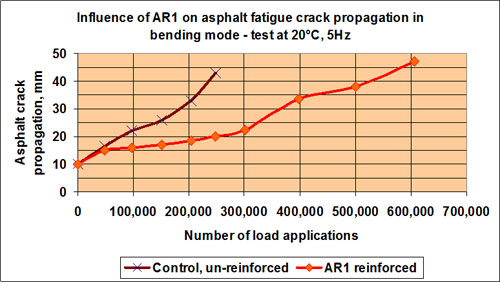 Influence of AR1 on asphalt fatigue crack propagation in
bending mode - test at 20ºC, 5Hz
Asphalt crack
propagation, mm
50
40
30
20
10
0
0 100,000 200,000 300,000 400,000 500,000 600,000 700,000
Number of load applications
Control, un-reinforced AR1 reinforced